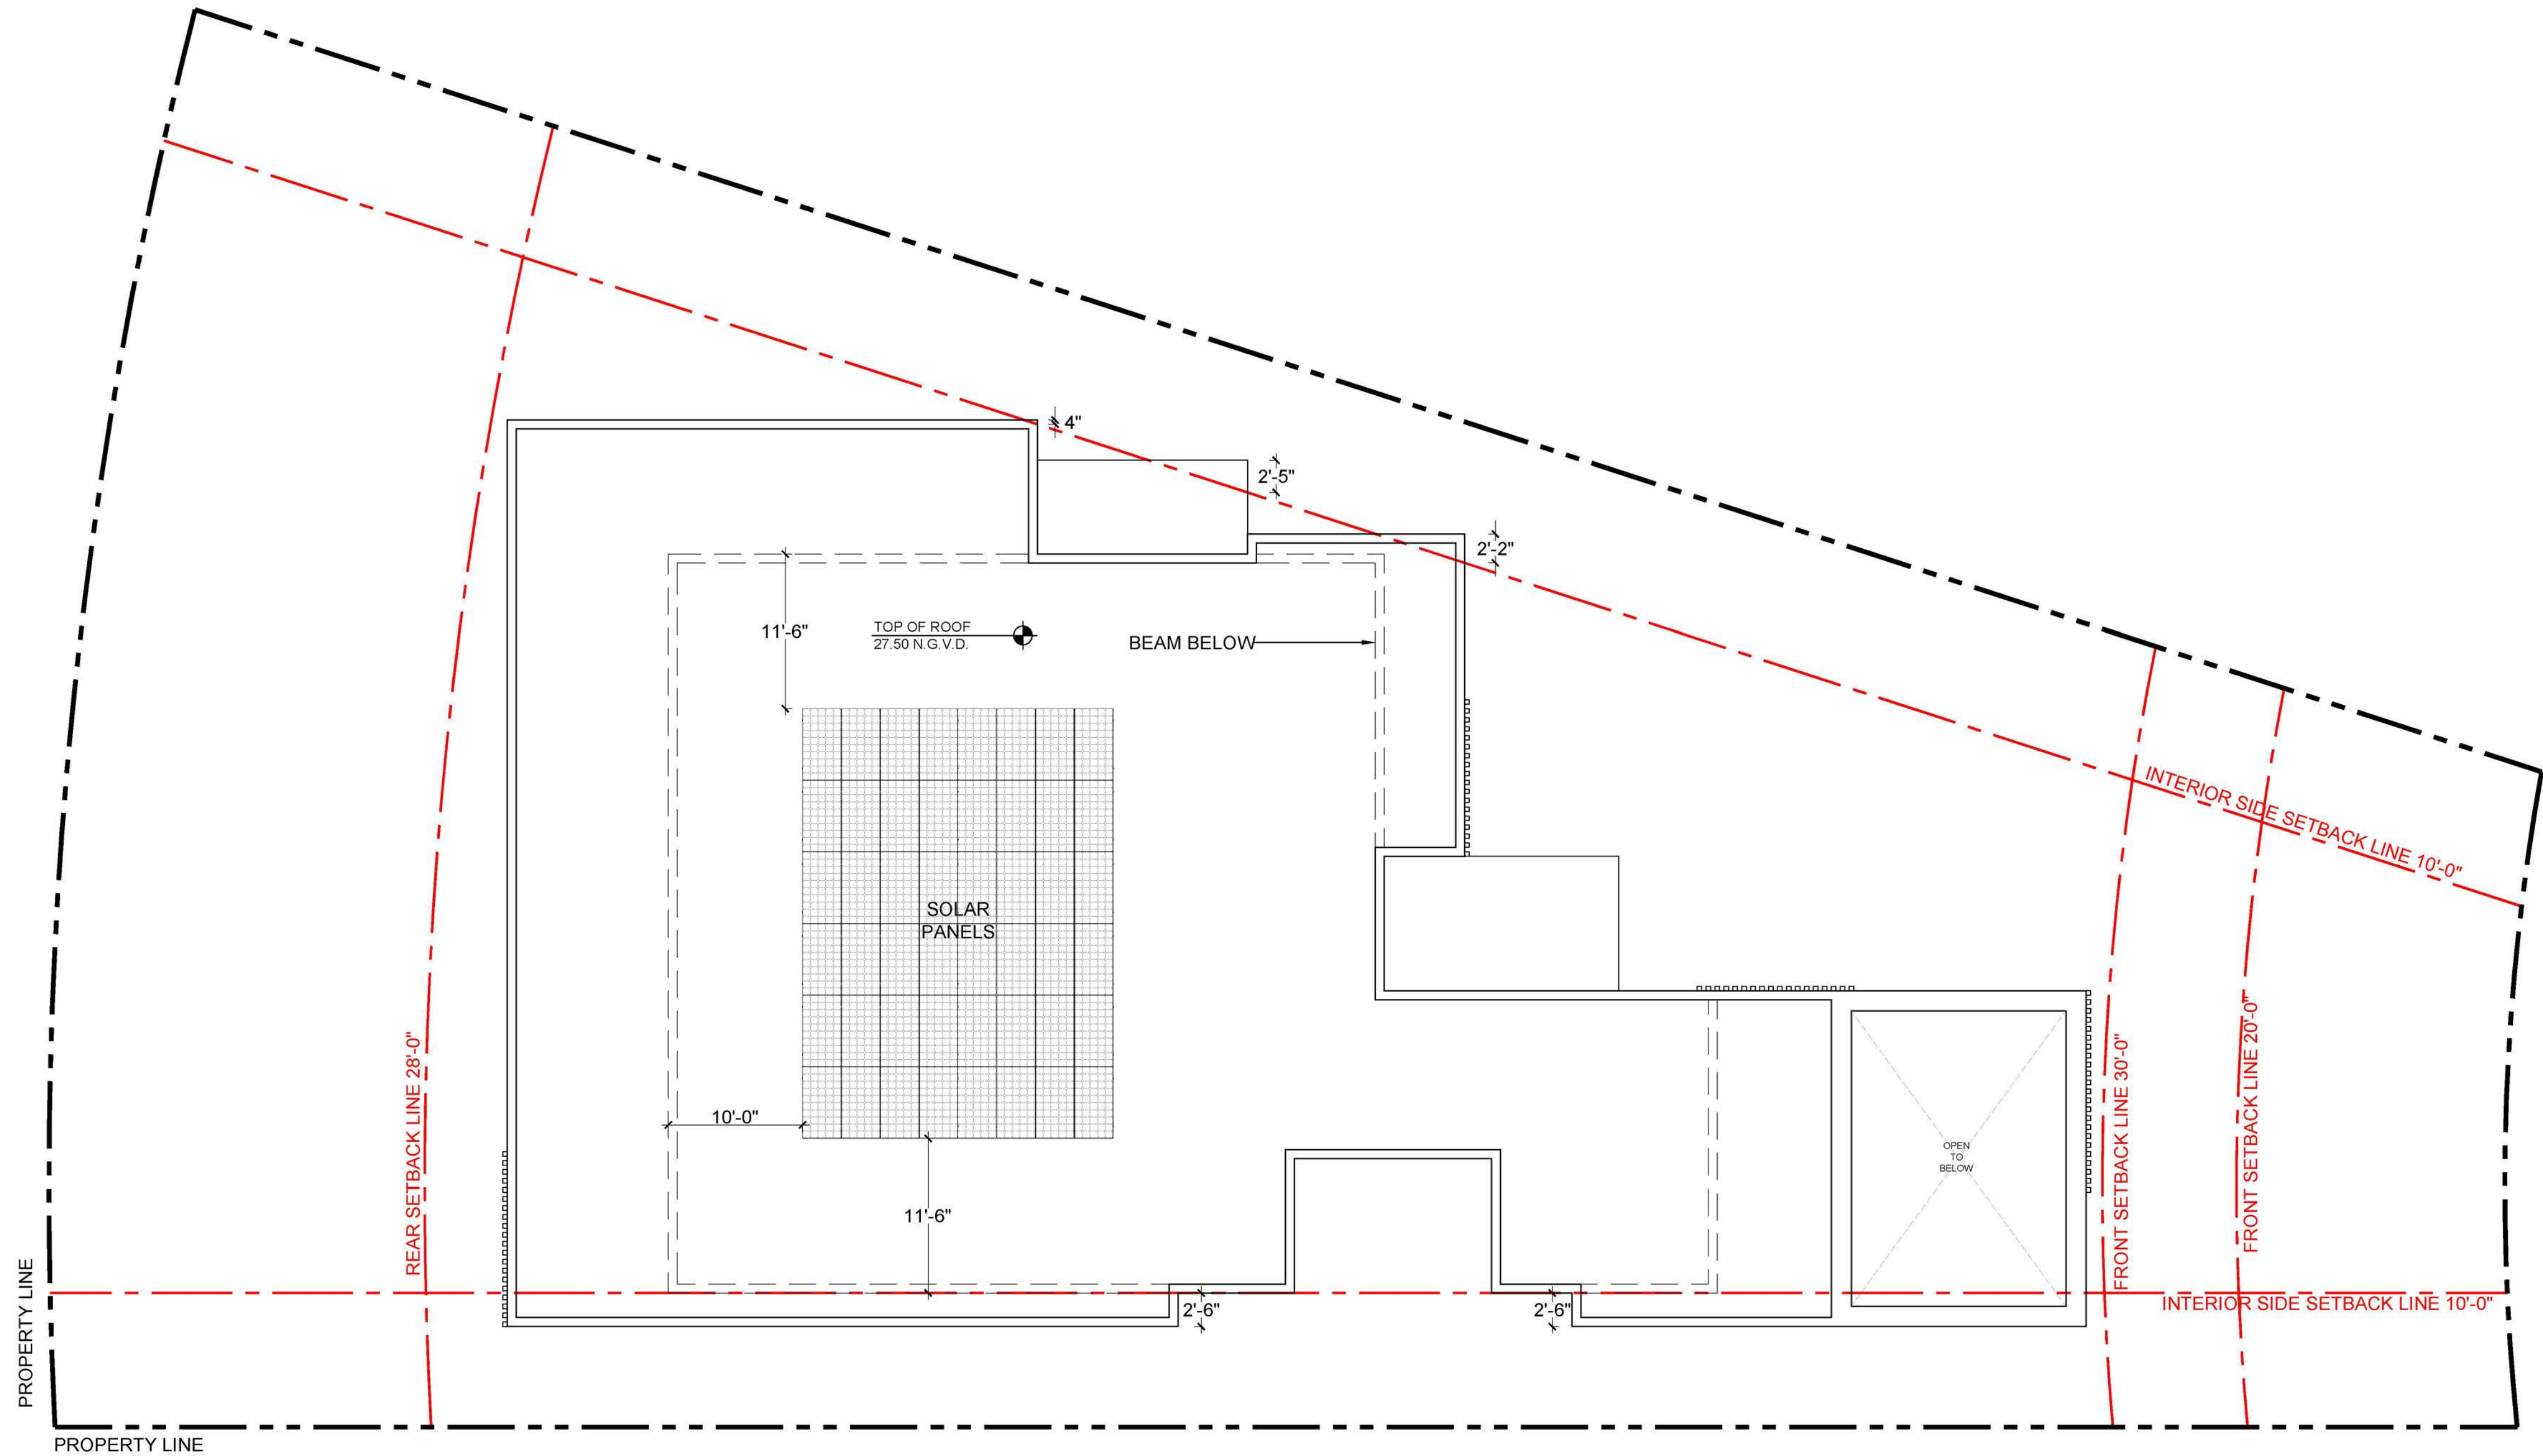 4"
2'-5"
2'-2"
11'-6"
TOP OF ROOF
27.50 N.G.V.D.
BEAM BELOW
INTERIOR SIDE SETBACK LINE 10'-0"
SOLAR
PANELS
REAR SETBACK LINE 28'-0"
FRONT SETBACK LINE 30'-0"
FRONT SETBACK LINE 20'-0"
10'-0"
OPEN
TO
BELOW
11'-6"
PROPERTY LINE
2'-6"
2'-6"
INTERIOR SIDE SETBACK LINE 10'-0"
PROPERTY LINE